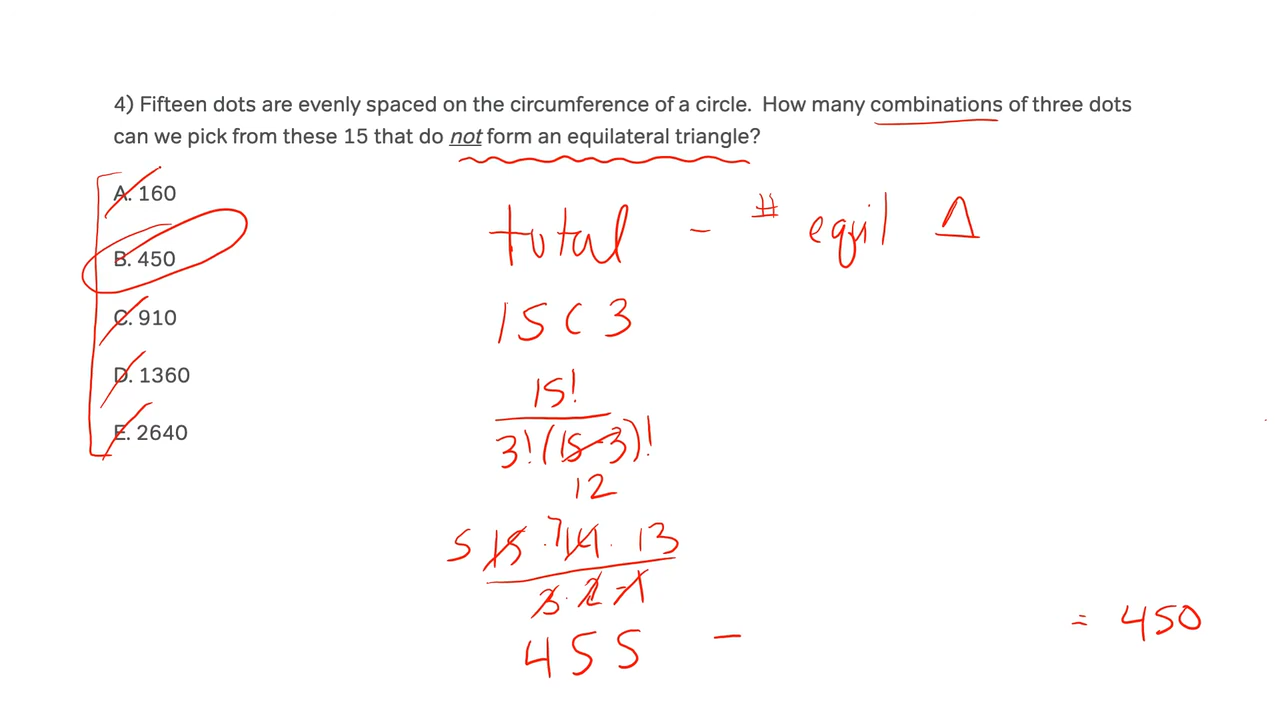 4) Fifteen dots are evenly spaced on the circumference of a circle. How many combinations of three dots
can we pick from these 15 that do not form an equilateral triangle?
A. 160
B. 450
C. 910
D. 1360
E. 2640
total - # equil Δ
15 C 3
15!
3! (15-3)!
12
5 15 · 7 14 · 13
3 · 2 · 1
455 - = 450